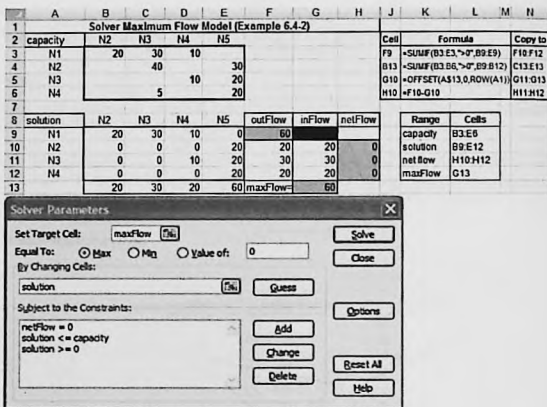 A B C D E F G H I J K L M N
1 Solver Maximum Flow Model (Example 6.4-2)
2 capacity N2 N3 N4 N5 Cell Formula Copy to
3 N1 20 30 10 F9 =SUMIF(B3:E3,">0",B9:E9) F10:F12
4 N2 40 30 B13 =SUMIF(B3:B6,">0",B9:B12) C13:E13
5 N3 10 20 G10 =OFFSET(A$13,0,ROW(A1)) G11:G13
6 N4 5 20 H10 =F10-G10 H11:H12
7
8 solution N2 N3 N4 N5 outFlow inFlow netFlow Range Cells
9 N1 20 30 10 0 60 capacity B3:E6
10 N2 0 0 0 20 20 20 0 solution B9:E12
11 N3 0 0 10 20 30 30 0 netflow H10:H12
12 N4 0 0 0 20 20 20 0 maxFlow G13
13 20 30 20 60 maxFlow= 60
Solver Parameters
Set Target Cell: maxFlow Solve
Equal To: Max Min Value of: 0 Close
By Changing Cells:
solution Guess
Subject to the Constraints: Options
netFlow = 0 Add
solution <= capacity Change
solution >= 0 Delete
Reset All
Help